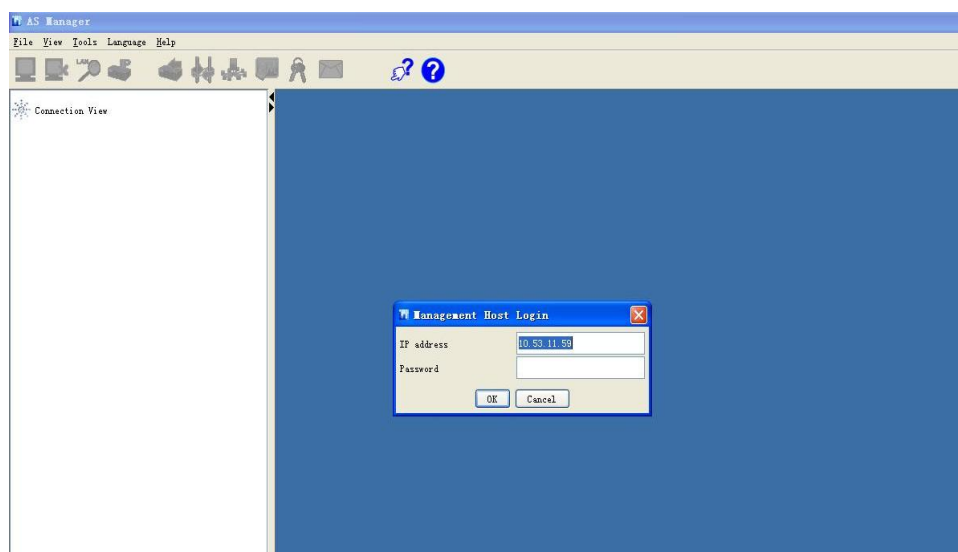 AS Manager
File View Tools Language Help
Connection View
Management Host Login
IP address
10.53.11.59
Password
OK Cancel